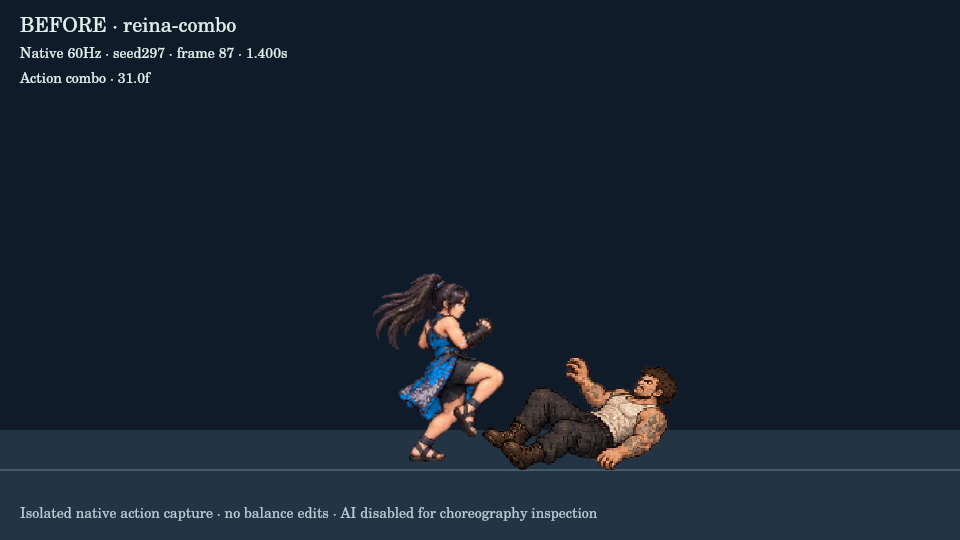 BEFORE · reina-combo
Native 60Hz · seed297 · frame 87 · 1.400s
Action combo · 31.0f
Isolated native action capture · no balance edits · AI disabled for choreography inspection